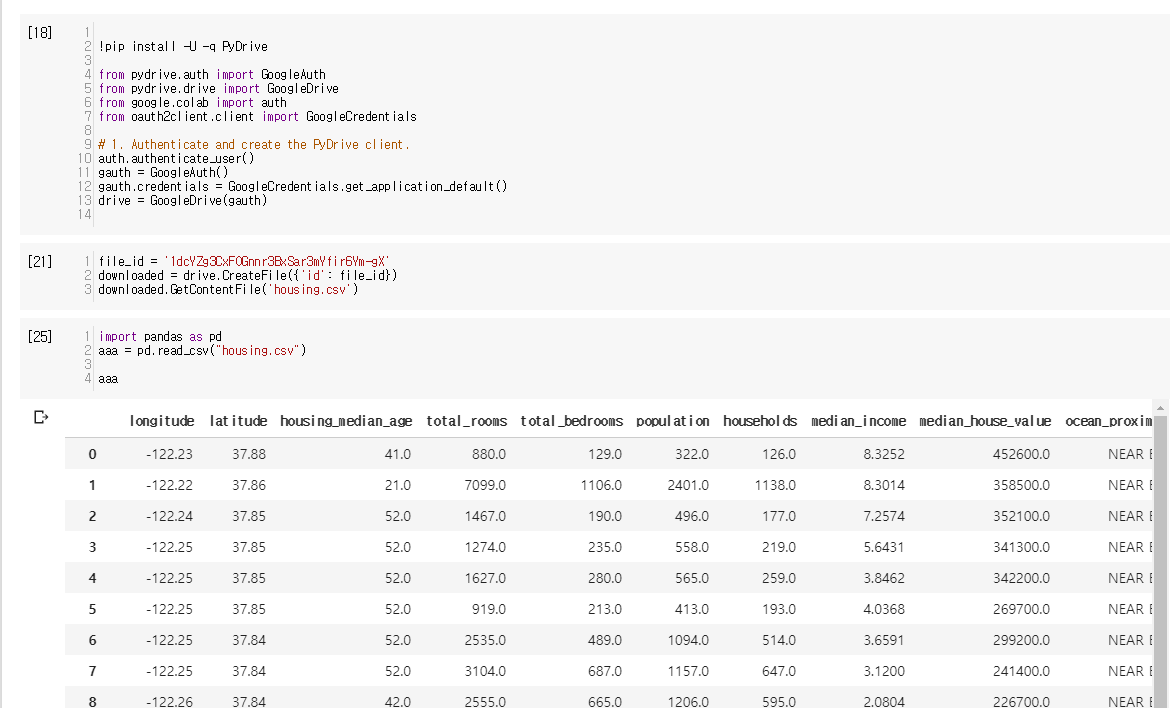 [18]
1
2 !pip install -U -q PyDrive
3
4 from pydrive.auth import GoogleAuth
5 from pydrive.drive import GoogleDrive
6 from google.colab import auth
7 from oauth2client.client import GoogleCredentials
8
9 # 1. Authenticate and create the PyDrive client.
10 auth.authenticate_user()
11 gauth = GoogleAuth()
12 gauth.credentials = GoogleCredentials.get_application_default()
13 drive = GoogleDrive(gauth)
14
[21]
1 file_id = '1dcYZg3CxF0Gnnr3BxSar3mYfir6Ym-gX'
2 downloaded = drive.CreateFile({'id': file_id})
3 downloaded.GetContentFile('housing.csv')
[25]
1 import pandas as pd
2 aaa = pd.read_csv("housing.csv")
3
4 aaa
longitude latitude housing_median_age total_rooms total_bedrooms population households median_income median_house_value ocean_proxim
0 -122.23 37.88 41.0 880.0 129.0 322.0 126.0 8.3252 452600.0 NEAR
1 -122.22 37.86 21.0 7099.0 1106.0 2401.0 1138.0 8.3014 358500.0 NEAR
2 -122.24 37.85 52.0 1467.0 190.0 496.0 177.0 7.2574 352100.0 NEAR
3 -122.25 37.85 52.0 1274.0 235.0 558.0 219.0 5.6431 341300.0 NEAR
4 -122.25 37.85 52.0 1627.0 280.0 565.0 259.0 3.8462 342200.0 NEAR
5 -122.25 37.85 52.0 919.0 213.0 413.0 193.0 4.0368 269700.0 NEAR
6 -122.25 37.84 52.0 2535.0 489.0 1094.0 514.0 3.6591 299200.0 NEAR
7 -122.25 37.84 52.0 3104.0 687.0 1157.0 647.0 3.1200 241400.0 NEAR
8 -122.26 37.84 42.0 2555.0 665.0 1206.0 595.0 2.0804 226700.0 NEAR